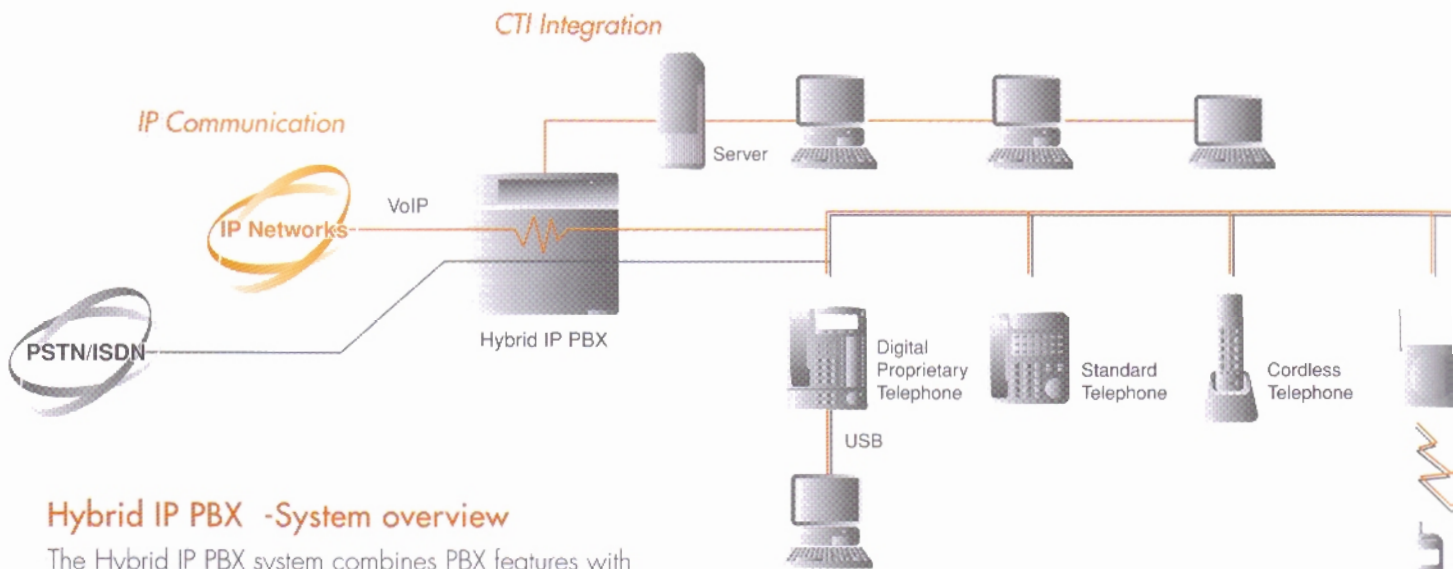 CTI Integration
IP Communication
Server
VoIP
IP Networks
PSTN/ISDN
Hybrid IP PBX
Digital
Proprietary
Telephone
Standard
Telephone
Cordless
Telephone
USB
Hybrid IP PBX -System overview
The Hybrid IP PBX system combines PBX features with